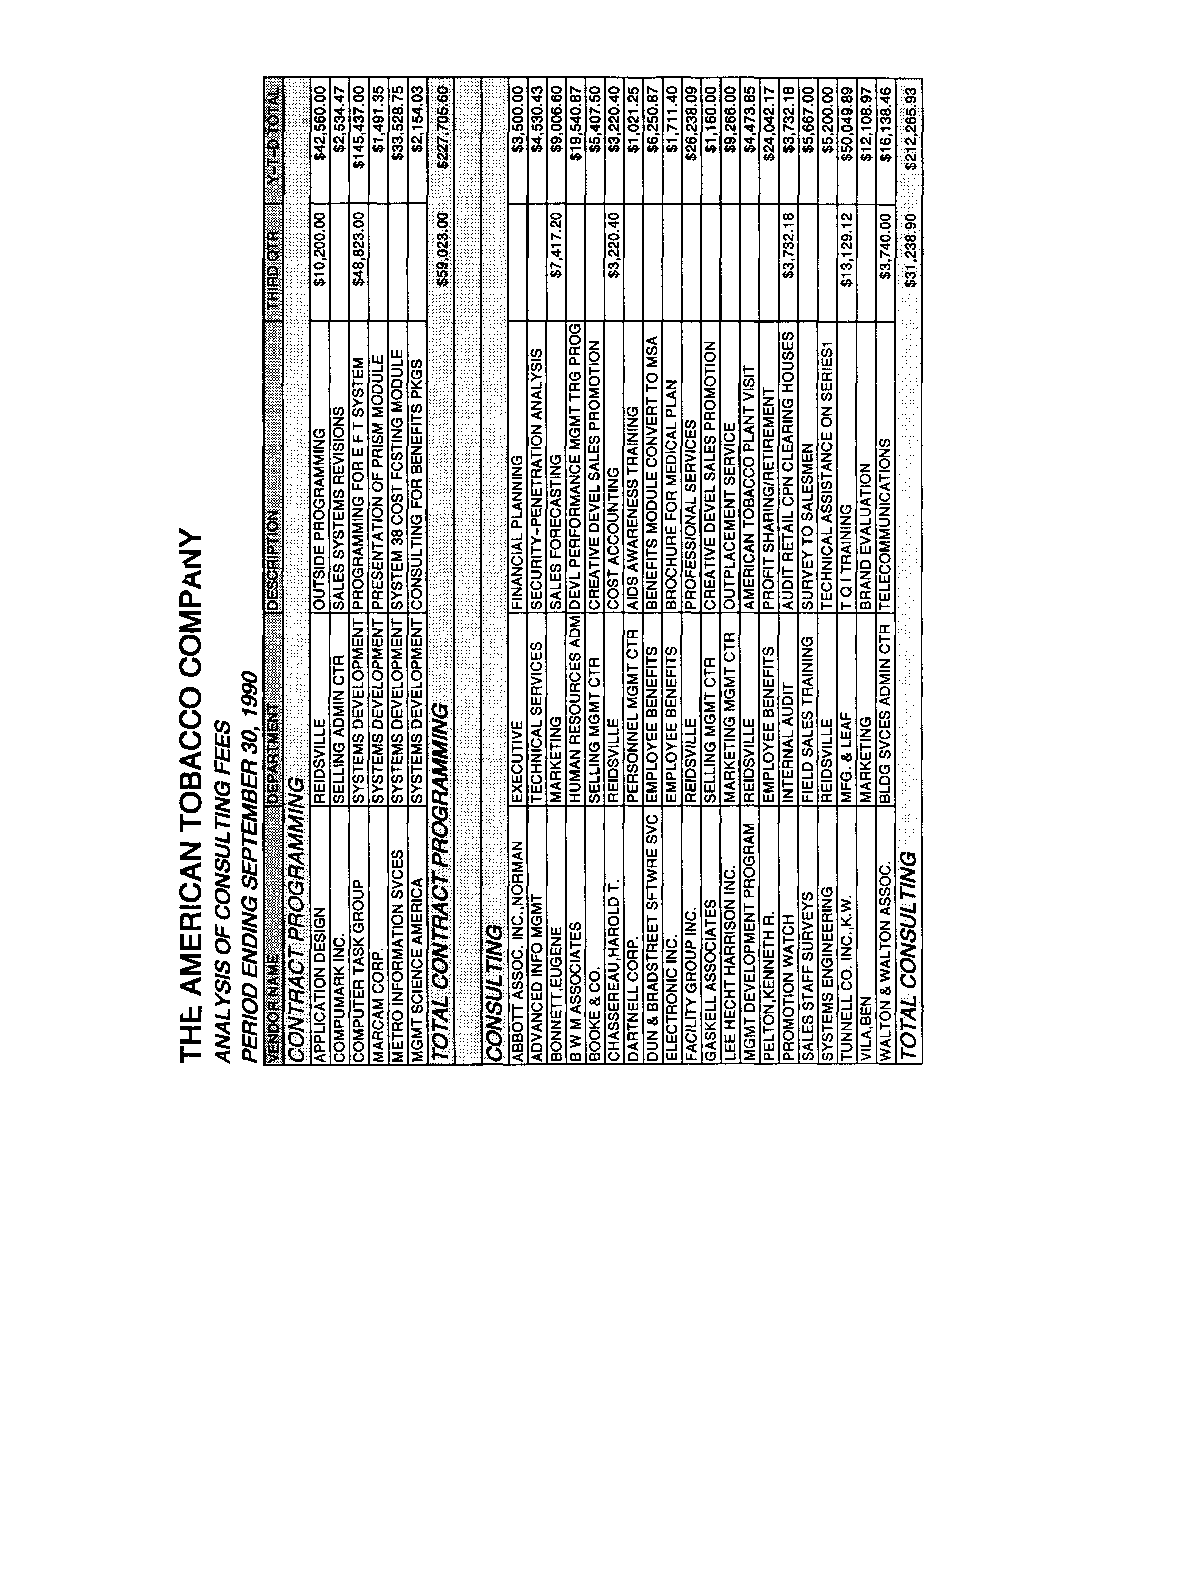 THE AMERICAN TOBACCO COMPANY
ANALYSIS OF CONSULTING FEES
PERIOD ENDING SEPTEMBER 30, 1990
VENDOR NAME DEPARTMENT DESCRIPTION THIRD QTR Y-T-D TOTAL
CONTRACT PROGRAMMING
APPLICATION DESIGN REIDSVILLE OUTSIDE PROGRAMMING $10,200.00 $42,560.00
COMPUMARK INC. SELLING ADMIN CTR SALES SYSTEMS REVISIONS $2,534.47
COMPUTER TASK GROUP SYSTEMS DEVELOPMENT PROGRAMMING FOR E F T SYSTEM $48,823.00 $145,437.00
MARCAM CORP. SYSTEMS DEVELOPMENT PRESENTATION OF PRISM MODULE $1,491.35
METRO INFORMATION SVCES SYSTEMS DEVELOPMENT SYSTEM 38 COST FCSTING MODULE $33,528.75
MGMT SCIENCE AMERICA SYSTEMS DEVELOPMENT CONSULTING FOR BENEFITS PKGS $2,154.03
TOTAL CONTRACT PROGRAMMING $59,023.00 $227,705.60
CONSULTING
ABBOTT ASSOC. INC.,NORMAN EXECUTIVE FINANCIAL PLANNING $3,500.00
ADVANCED INFO MGMT TECHNICAL SERVICES SECURITY-PENETRATION ANALYSIS $4,530.43
BONNETT,EUGENE MARKETING SALES FORECASTING $7,417.20 $9,006.60
B W M ASSOCIATES HUMAN RESOURCES ADM DEVL PERFORMANCE MGMT TRG PROG $19,540.87
BOOKE & CO. SELLING MGMT CTR CREATIVE DEVEL SALES PROMOTION $5,407.50
CHASSEREAU,HAROLD T. REIDSVILLE COST ACCOUNTING $3,220.40 $3,220.40
DARTNELL CORP. PERSONNEL MGMT CTR AIDS AWARENESS TRAINING $1,021.25
DUN & BRADSTREET SFTWRE SVC EMPLOYEE BENEFITS BENEFITS MODULE CONVERT TO MSA $6,250.87
ELECTRONIC INC. EMPLOYEE BENEFITS BROCHURE FOR MEDICAL PLAN $1,711.40
FACILITY GROUP INC. REIDSVILLE PROFESSIONAL SERVICES $26,238.09
GASKELL ASSOCIATES SELLING MGMT CTR CREATIVE DEVEL SALES PROMOTION $1,160.00
LEE HECHT HARRISON INC. MARKETING MGMT CTR OUTPLACEMENT SERVICE $9,268.00
MGMT DEVELOPMENT PROGRAM REIDSVILLE AMERICAN TOBACCO PLANT VISIT $4,473.85
PELTON,KENNETH R. EMPLOYEE BENEFITS PROFIT SHARING/RETIREMENT $24,042.17
PROMOTION WATCH INTERNAL AUDIT AUDIT RETAIL CPN CLEARING HOUSES $3,732.18 $3,732.18
SALES STAFF SURVEYS FIELD SALES TRAINING SURVEY TO SALESMEN $5,667.00
SYSTEMS ENGINEERING REIDSVILLE TECHNICAL ASSISTANCE ON SERIES1 $5,200.00
TUNNELL CO. INC.,K.W. MFG. & LEAF T Q I TRAINING $13,129.12 $50,049.89
VILABEN MARKETING BRAND EVALUATION $12,108.97
WALTON & WALTON ASSOC. BLDG SVCES ADMIN CTR TELECOMMUNICATIONS $3,740.00 $16,138.46
TOTAL CONSULTING $31,238.90 $212,265.93